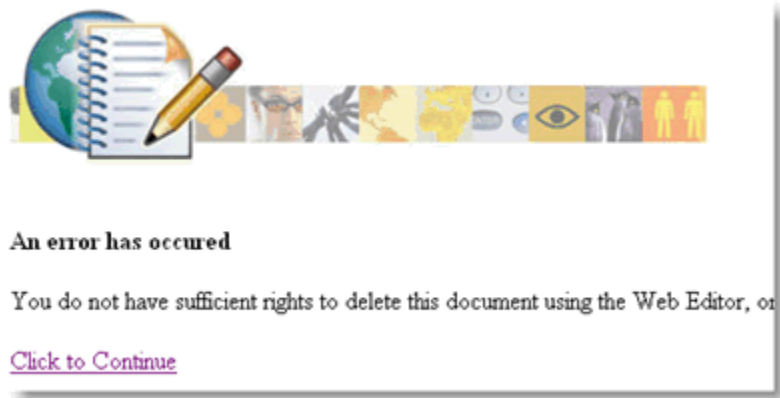 An error has occured
You do not have sufficient rights to delete this document using the Web Editor, or
Click to Continue